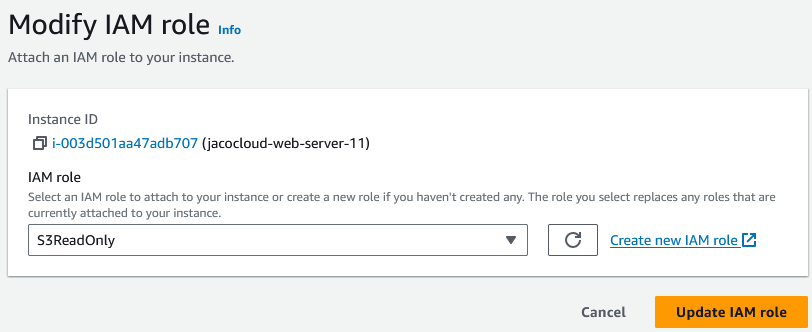 Modify IAM role Info
Attach an IAM role to your instance.
Instance ID
i-003d501aa47adb707 (jacocloud-web-server-11)
IAM role
Select an IAM role to attach to your instance or create a new role if you haven't created any. The role you select replaces any roles that are
currently attached to your instance.
S3ReadOnly
Create new IAM role
Cancel
Update IAM role